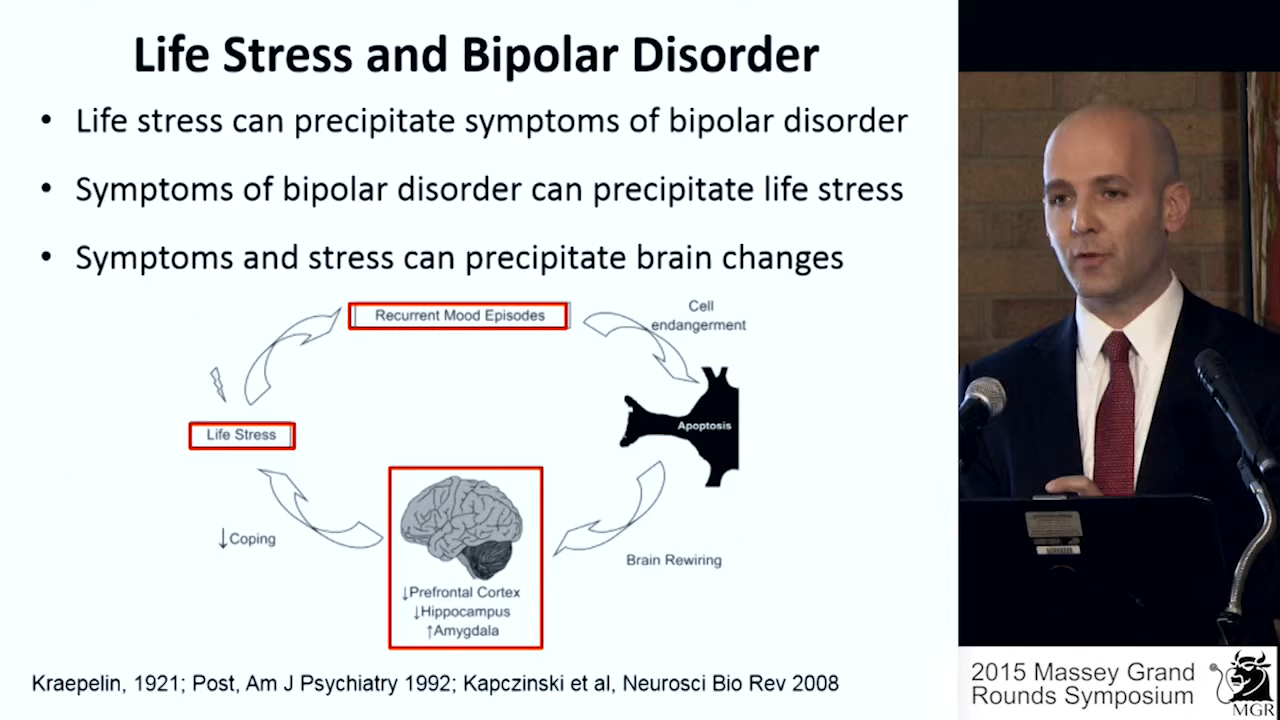 Life Stress and Bipolar Disorder
• Life stress can precipitate symptoms of bipolar disorder
• Symptoms of bipolar disorder can precipitate life stress
• Symptoms and stress can precipitate brain changes
Recurrent Mood Episodes
Cell
endangerment
Life Stress
Apoptosis
↓Coping
Brain Rewiring
↓Prefrontal Cortex
↓Hippocampus
↑Amygdala
Kraepelin, 1921; Post, Am J Psychiatry 1992; Kapczinski et al, Neurosci Bio Rev 2008
2015 Massey Grand
Rounds Symposium
MGR